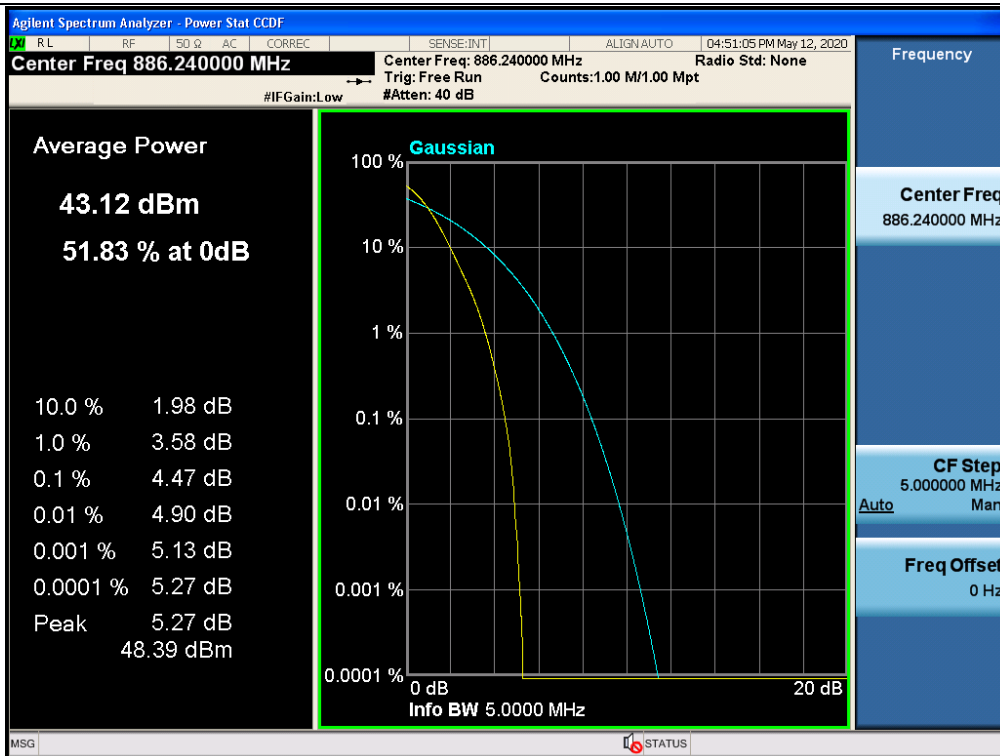 Agilent Spectrum Analyzer - Power Stat CCDF
LXI RL RF 50 Ω AC CORREC SENSE:INT ALIGN AUTO 04:51:05 PM May 12, 2020
Center Freq 886.240000 MHz
Center Freq: 886.240000 MHz Radio Std: None
Trig: Free Run Counts:1.00 M/1.00 Mpt
#IFGain:Low #Atten: 40 dB
Frequency
Average Power
43.12 dBm
51.83 % at 0dB
10.0 % 1.98 dB
1.0 % 3.58 dB
0.1 % 4.47 dB
0.01 % 4.90 dB
0.001 % 5.13 dB
0.0001 % 5.27 dB
Peak 5.27 dB
48.39 dBm
Gaussian
100 %
10 %
1 %
0.1 %
0.01 %
0.001 %
0.0001 %
0 dB 20 dB
Info BW 5.0000 MHz
Center Freq
886.240000 MHz
CF Step
5.000000 MHz
Auto Man
Freq Offset
0 Hz
MSG STATUS